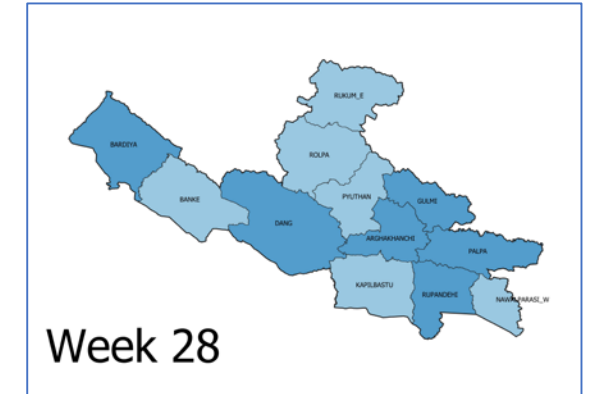 RUKUM_E
BARDIYA
ROLPA
BANKE
PYUTHAN
GULMI
DANG
ARGHAKHANCHI
PALPA
KAPILBASTU
RUPANDEHI
NAWALPARASI_W
Week 28